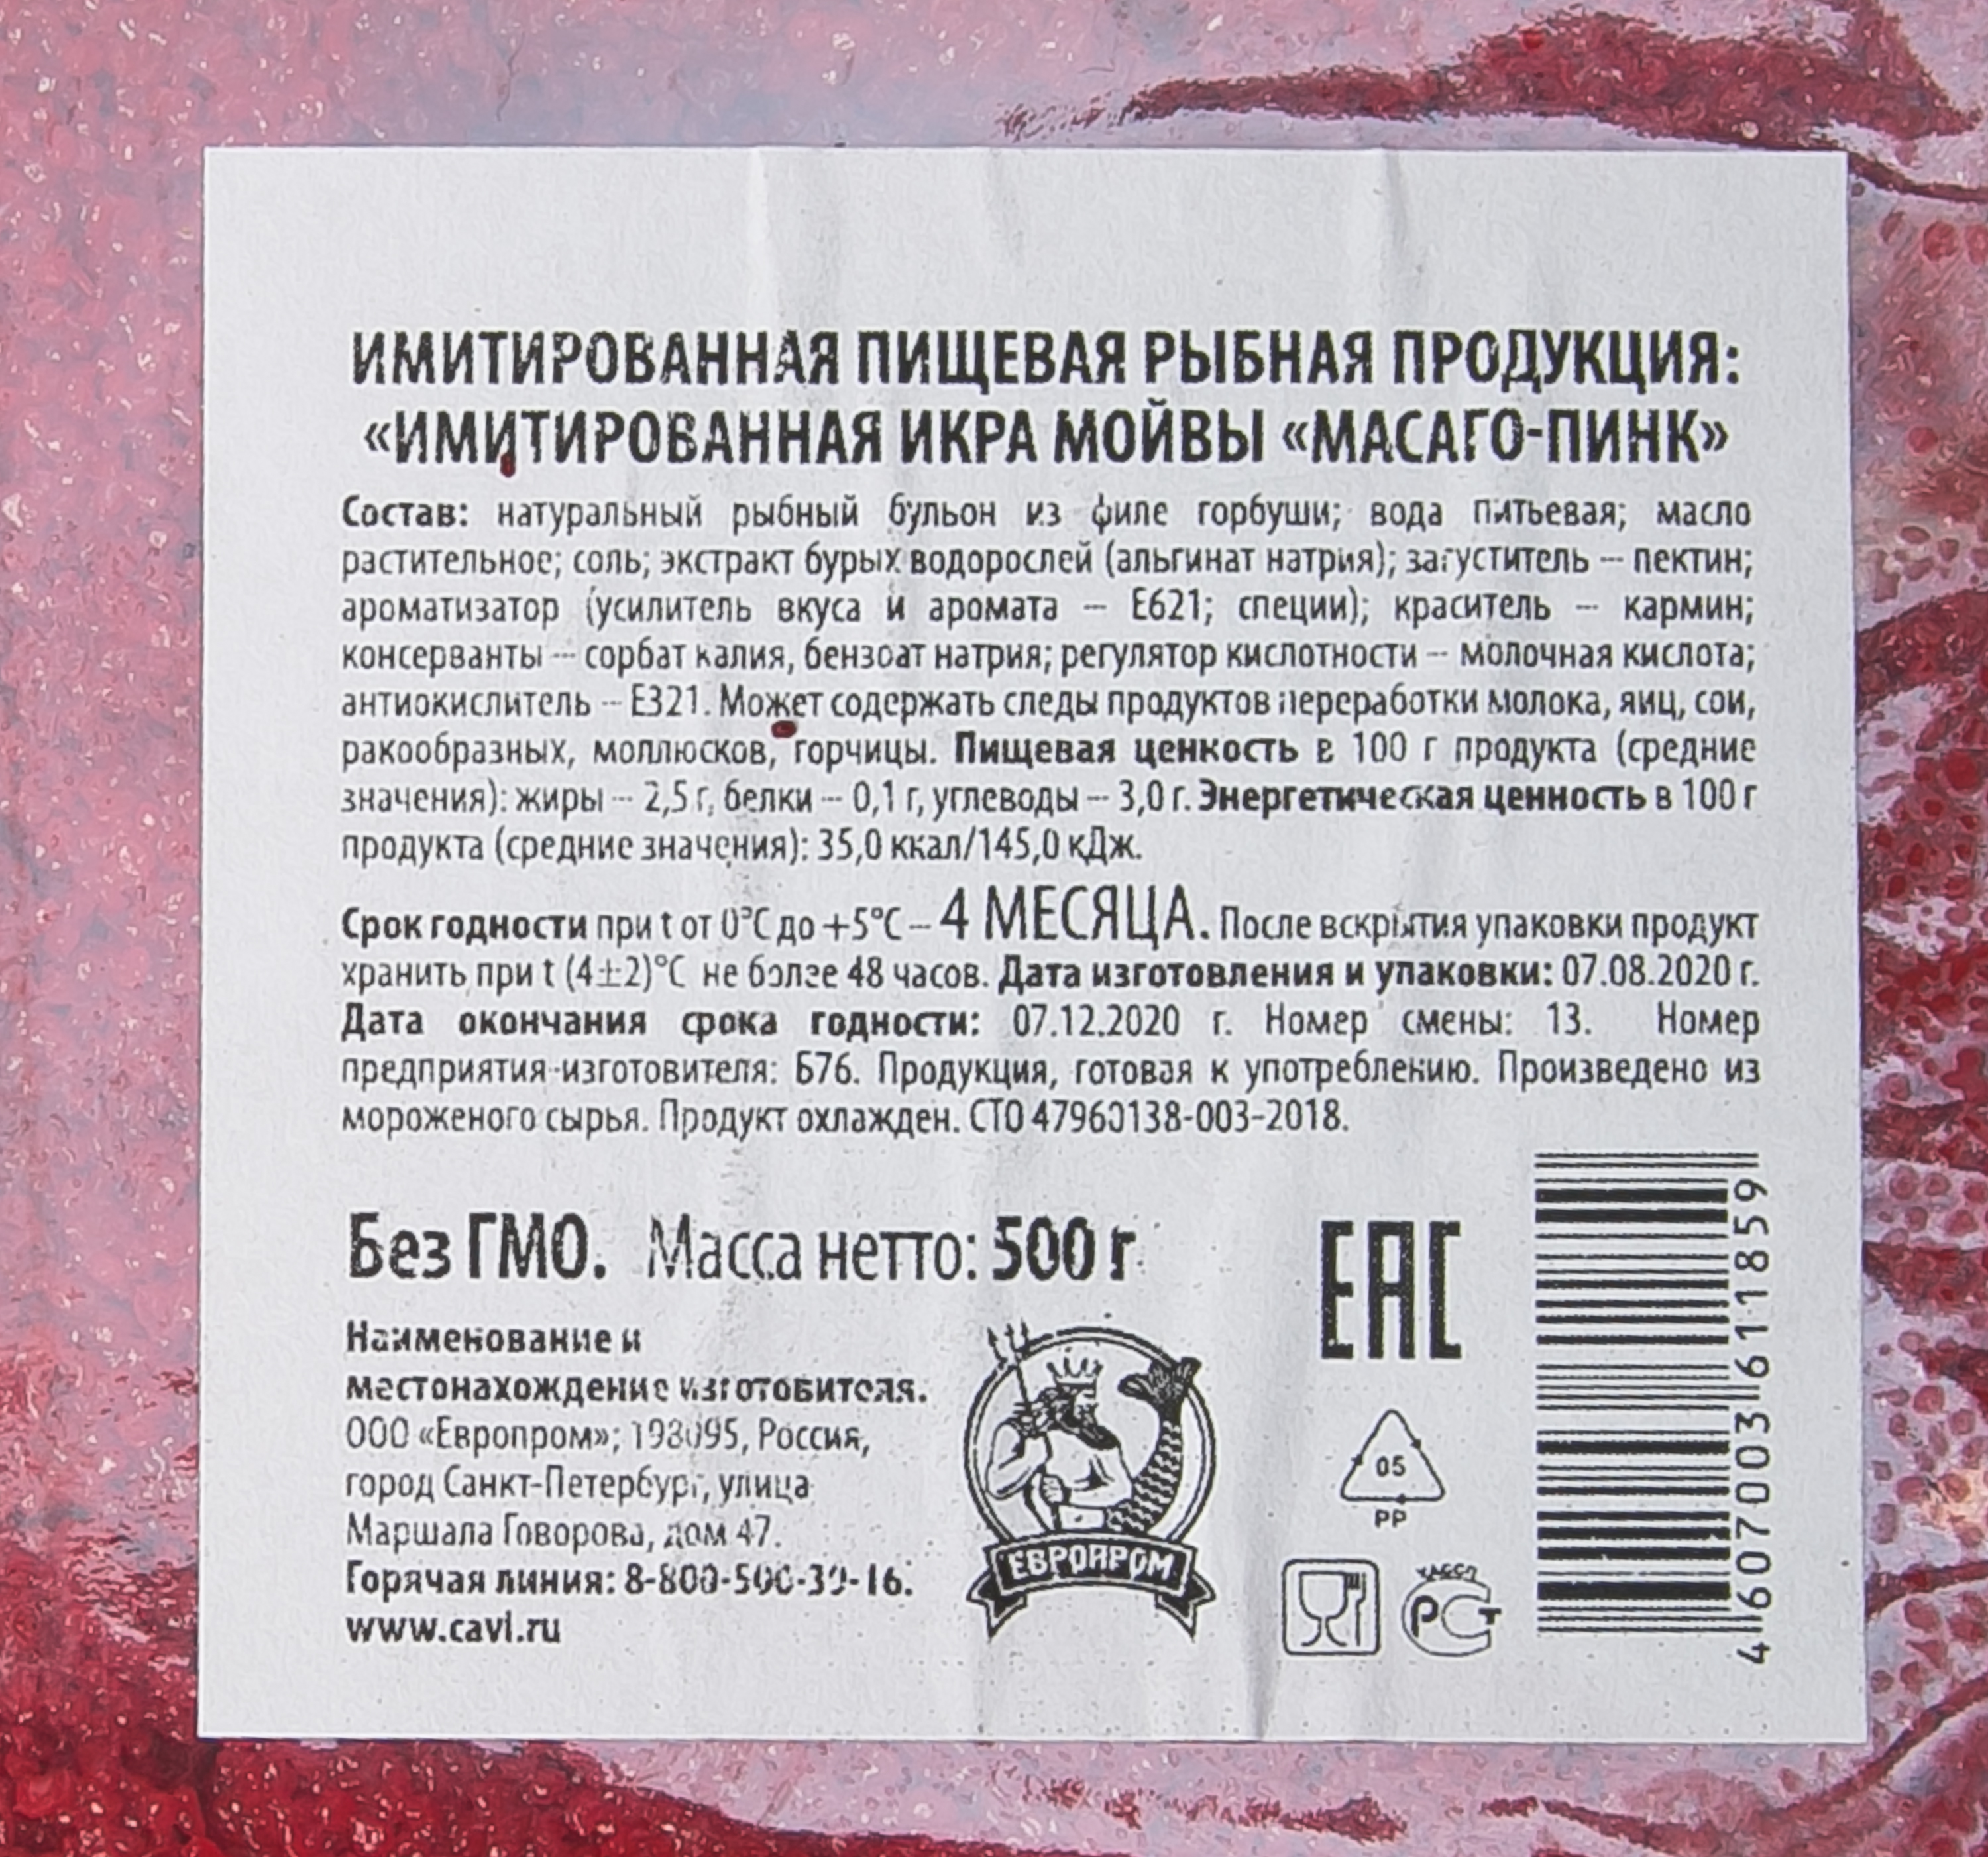 ИМИТИРОВАННАЯ ПИЩЕВАЯ РЫБНАЯ ПРОДУКЦИЯ:
«ИМИТИРОВАННАЯ ИКРА МОЙВЫ «МАСАГО-ПИНК»
Состав: натуральный рыбный бульон из филе горбуши; вода питьевая; масло
растительное; соль; экстракт бурых водорослей (альгинат натрия); загуститель – пектин;
ароматизатор (усилитель вкуса и аромата – Е621; специи); краситель – кармин;
консерванты – сорбат калия, бензоат натрия; регулятор кислотности – молочная кислота;
антиокислитель – Е321. Может содержать следы продуктов переработки молока, яиц, сои,
ракообразных, моллюсков, горчицы. Пищевая ценность в 100 г продукта (средние
значения): жиры – 2,5 г, белки – 0,1 г, углеводы – 3,0 г. Энергетическая ценность в 100 г
продукта (средние значения): 35,0 ккал/145,0 кДж.
Срок годности при t от 0°С до +5°С – 4 МЕСЯЦА. После вскрытия упаковки продукт
хранить при t (4±2)°С не более 48 часов. Дата изготовления и упаковки: 07.08.2020 г.
Дата окончания срока годности: 07.12.2020 г. Номер смены: 13. Номер
предприятия-изготовителя: Б76. Продукция, готовая к употреблению. Произведено из
мороженого сырья. Продукт охлажден. СТО 47960138-003-2018.
Без ГМО. Масса нетто: 500 г
Наименование и
местонахождение изготовителя.
ООО «Европром»; 198095, Россия,
город Санкт-Петербург, улица
Маршала Говорова, дом 47.
Горячая линия: 8-800-500-39-16.
www.cavi.ru
ЕВРОПРОМ
ЕАС
05
PP
ХАССП
РСТ
4 607003 611859